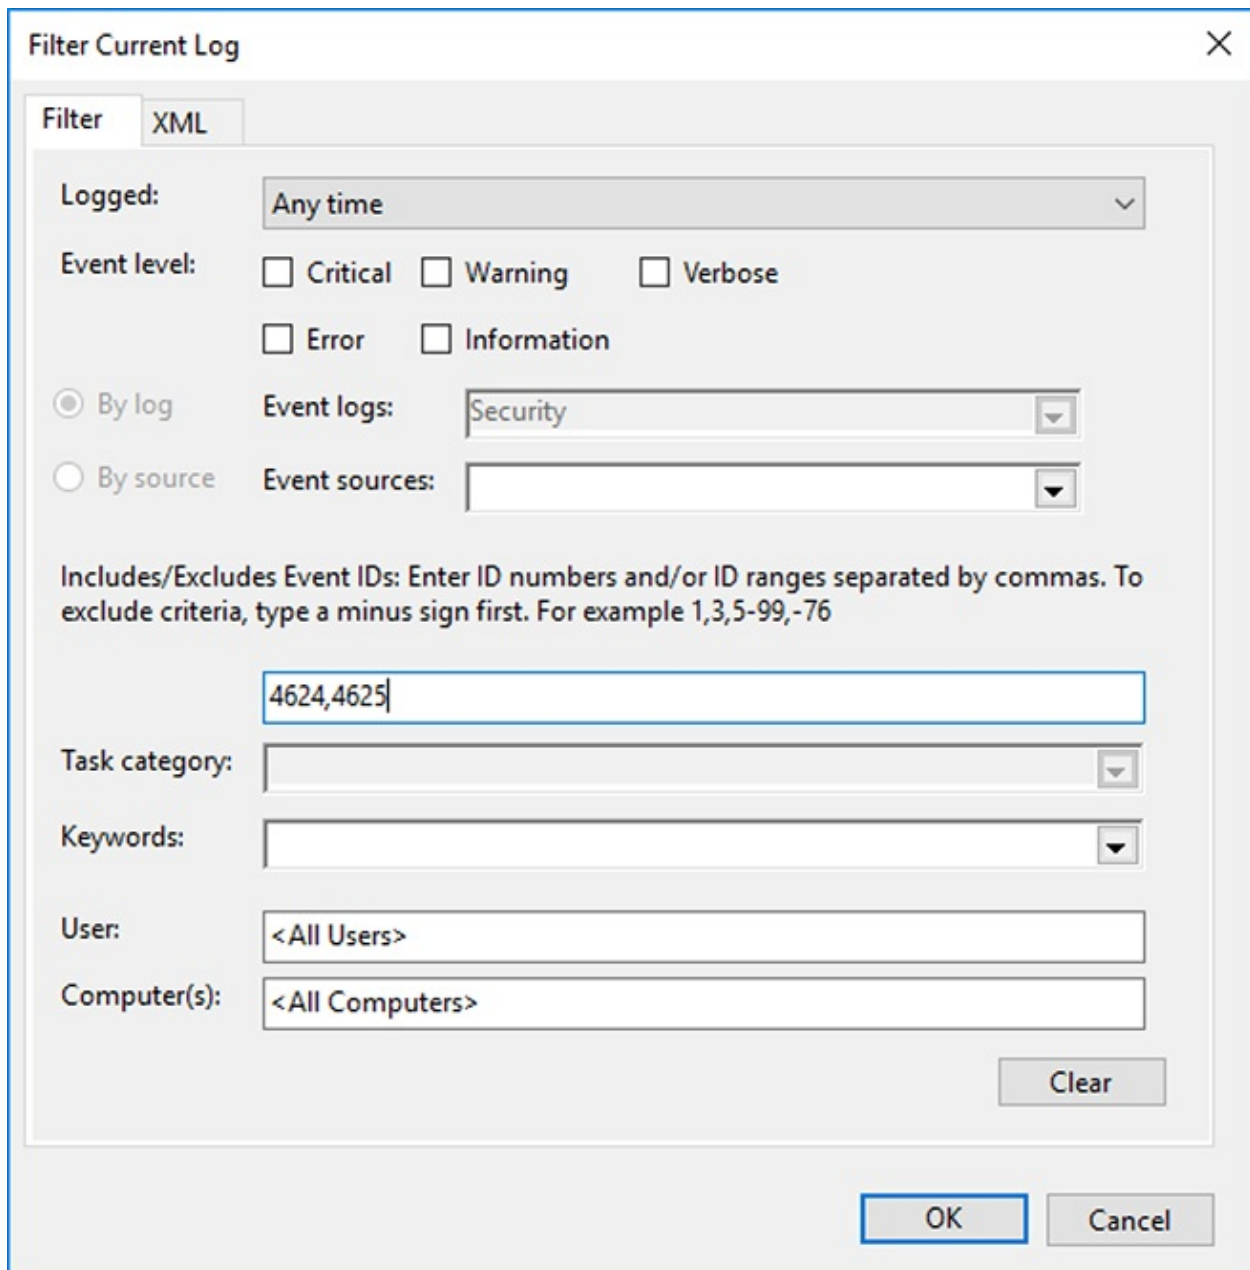 Filter Current Log
Filter XML
Logged: Any time
Event level: Critical Warning Verbose
Error Information
By log Event logs: Security
By source Event sources:
Includes/Excludes Event IDs: Enter ID numbers and/or ID ranges separated by commas. To
exclude criteria, type a minus sign first. For example 1,3,5-99,-76
4624,4625
Task category:
Keywords:
User: <All Users>
Computer(s): <All Computers>
Clear
OK Cancel